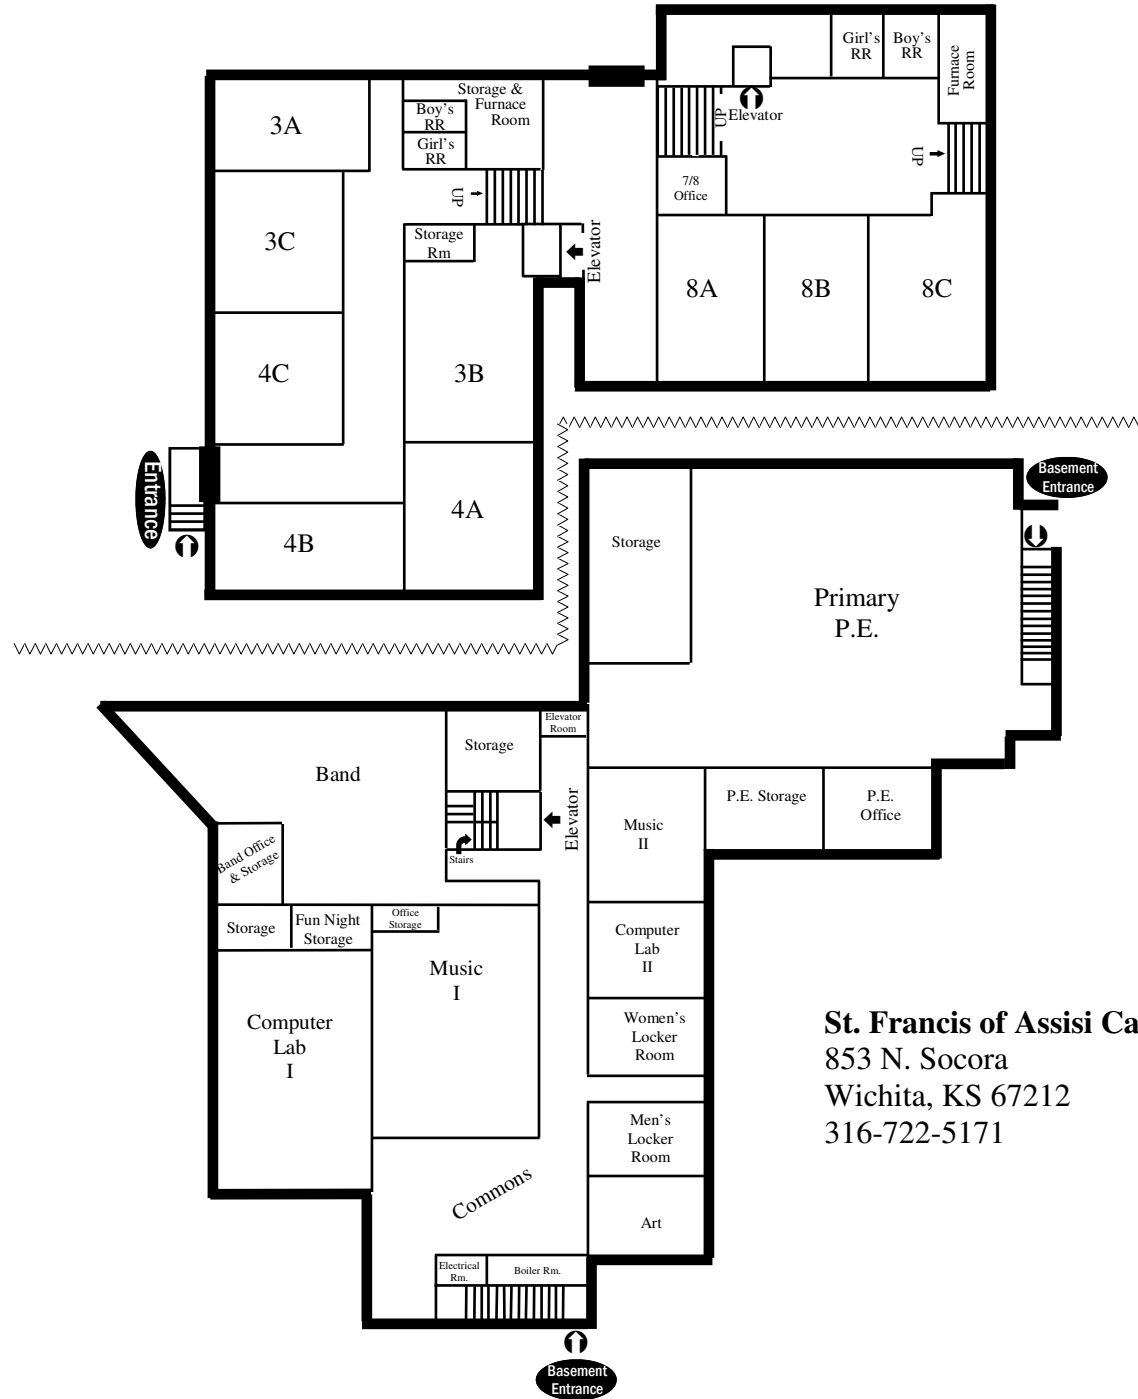 Girl's
RR
Boy's
RR
Furnace
Room
UP
Elevator
UP
7/8
Office
8A
8B
8C
Storage &
Furnace
Room
Boy's
RR
Girl's
RR
3A
UP
3C
Storage
Rm
Elevator
4C
3B
Entrance
4A
4B
Basement
Entrance
Storage
Primary
P.E.
Elevator
Room
Storage
Band
Elevator
Stairs
P.E. Storage
P.E.
Office
Music
II
Band Office
& Storage
Storage
Fun Night
Storage
Office
Storage
Music
I
Computer
Lab
II
Computer
Lab
I
Women's
Locker
Room
Men's
Locker
Room
Commons
Art
Electrical
Rm.
Boiler Rm.
Basement
Entrance
St. Francis of Assisi Ca
853 N. Socora
Wichita, KS 67212
316-722-5171